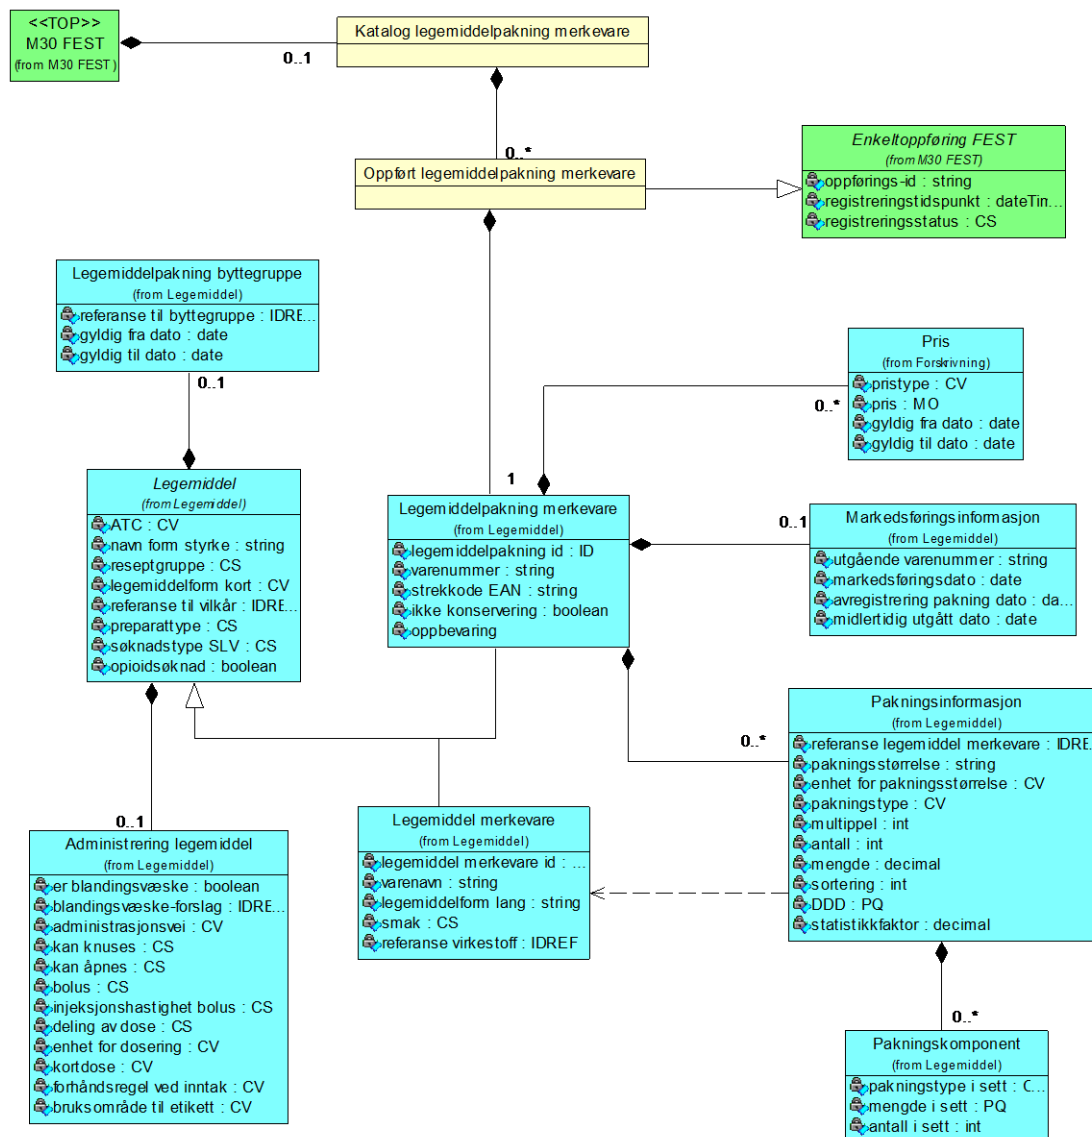 <<TOP>>
M30 FEST
(from M30 FEST)
0..1
Katalog legemiddelpakning merkevare
0..*
Oppført legemiddelpakning merkevare
Enkeltoppføring FEST
(from M30 FEST)
oppførings-id : string
registreringstidspunkt : dateTim...
registreringsstatus : CS
Legemiddelpakning byttegruppe
(from Legemiddel)
referanse til byttegruppe : IDRE...
gyldig fra dato : date
gyldig til dato : date
0..1
Pris
(from Forskrivning)
pristype : CV
pris : MO
gyldig fra dato : date
gyldig til dato : date
0..*
1
Legemiddel
(from Legemiddel)
ATC : CV
navn form styrke : string
reseptgruppe : CS
legemiddelform kort : CV
referanse til vilkår : IDRE...
preparattype : CS
søknadstype SLV : CS
opioidsøknad : boolean
Legemiddelpakning merkevare
(from Legemiddel)
legemiddelpakning id : ID
varenummer : string
strekkode EAN : string
ikke konservering : boolean
oppbevaring
0..1
Markedsføringsinformasjon
(from Legemiddel)
utgående varenummer : string
markedsføringsdato : date
avregistrering pakning dato : da...
midlertidig utgått dato : date
0..*
Pakningsinformasjon
(from Legemiddel)
referanse legemiddel merkevare : IDRE...
pakningsstørrelse : string
enhet for pakningsstørrelse : CV
pakningstype : CV
multippel : int
antall : int
mengde : decimal
sortering : int
DDD : PQ
statistikkfaktor : decimal
0..1
Administrering legemiddel
(from Legemiddel)
er blandingsvæske : boolean
blandingsvæske-forslag : IDRE...
administrasjonsvei : CV
kan knuses : CS
kan åpnes : CS
bolus : CS
injeksjonshastighet bolus : CS
deling av dose : CS
enhet for dosering : CV
kortdose : CV
forhåndsregel ved inntak : CV
bruksområde til etikett : CV
Legemiddel merkevare
(from Legemiddel)
legemiddel merkevare id : ...
varenavn : string
legemiddelform lang : string
smak : CS
referanse virkestoff : IDREF
0..*
Pakningskomponent
(from Legemiddel)
pakningstype i sett : C...
mengde i sett : PQ
antall i sett : int